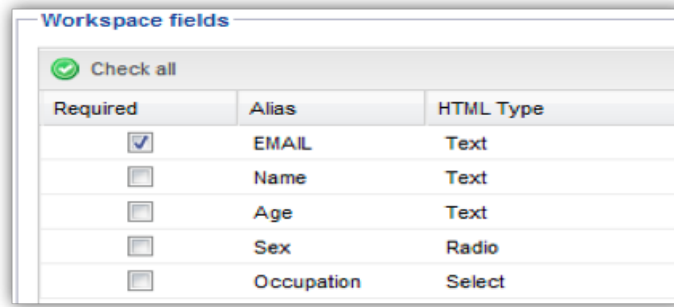 Workspace fields
Check all
Required Alias HTML Type
EMAIL Text
Name Text
Age Text
Sex Radio
Occupation Select